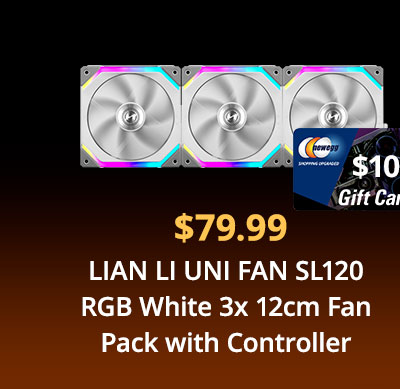 newegg
SHOPPING UPGRADED
$10
Gift Car
$79.99
LIAN LI UNI FAN SL120
RGB White 3x 12cm Fan
Pack with Controller